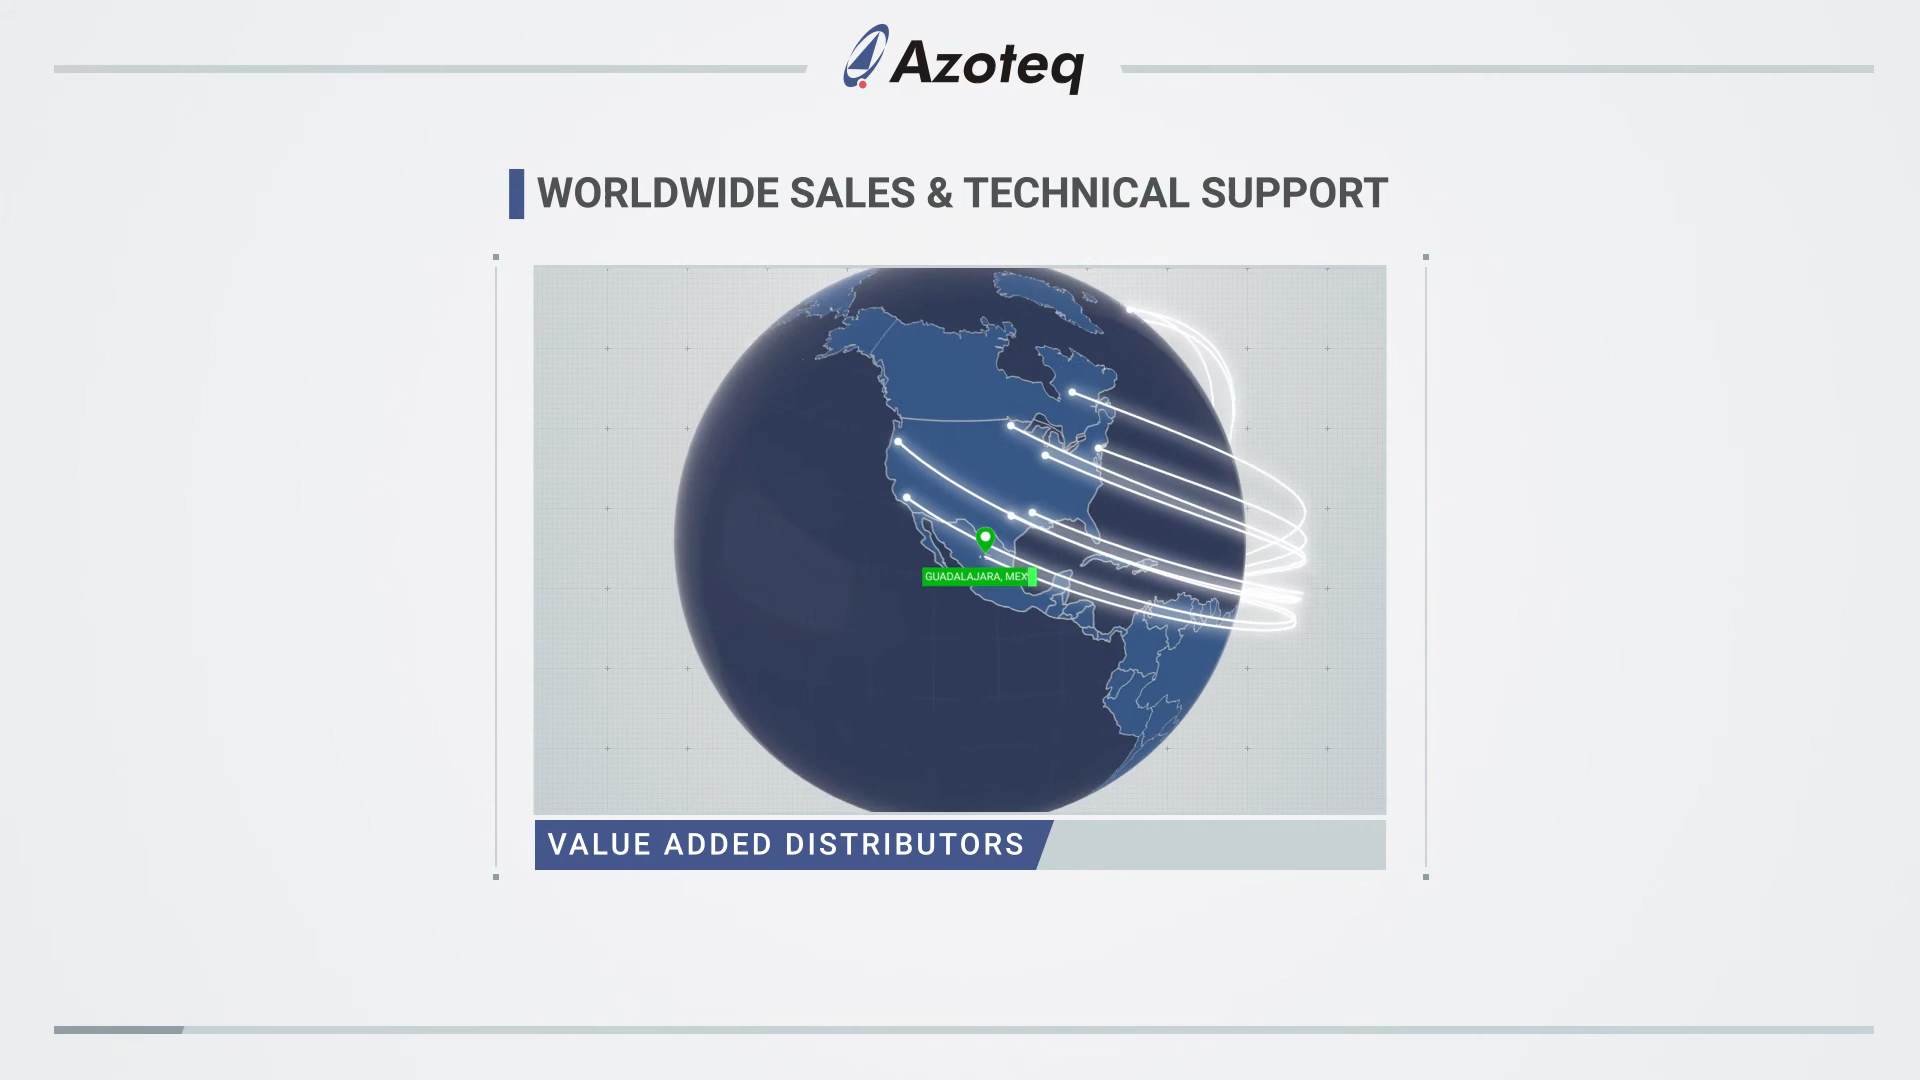 Azoteq
WORLDWIDE SALES & TECHNICAL SUPPORT
GUADALAJARA, MEX
VALUE ADDED DISTRIBUTORS